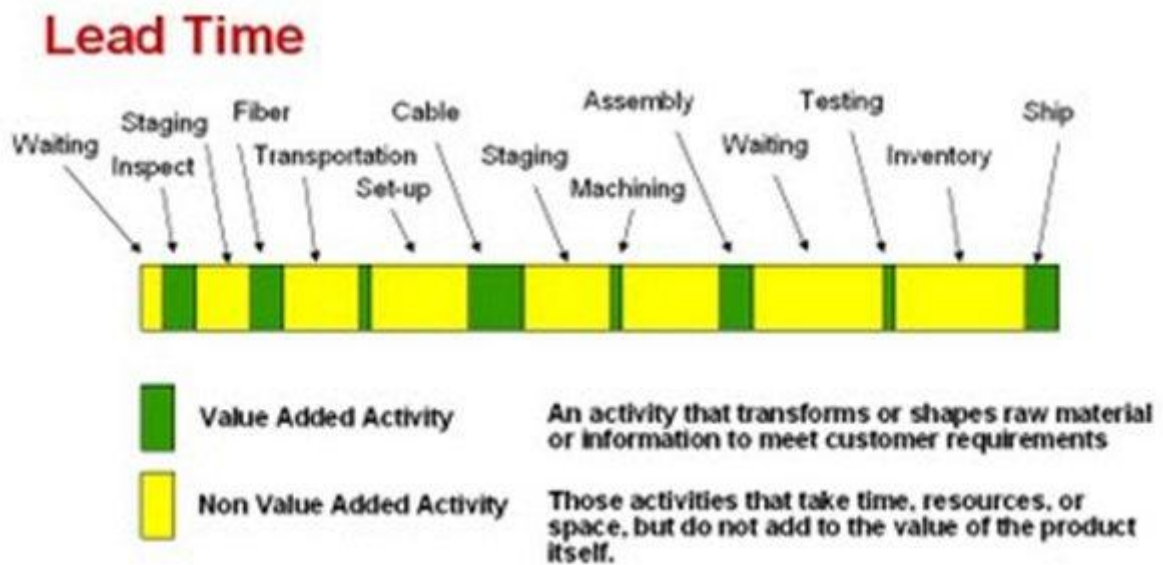 Lead Time
Waiting
Inspect
Staging
Fiber
Transportation
Set-up
Cable
Staging
Machining
Assembly
Waiting
Testing
Inventory
Ship
Value Added Activity
An activity that transforms or shapes raw material
or information to meet customer requirements
Non Value Added Activity
Those activities that take time, resources, or
space, but do not add to the value of the product
itself.